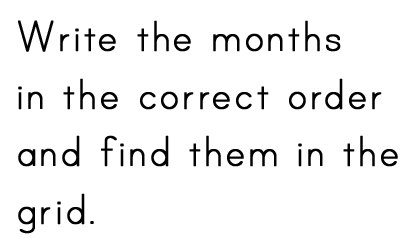 Write the months
in the correct order
and find them in the
grid.